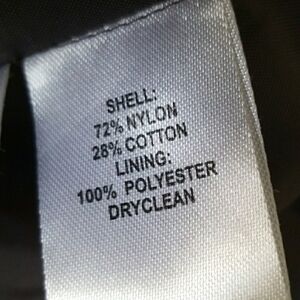 SHELL:
72% NYLON
28% COTTON
LINING:
100% POLYESTER
DRYCLEAN